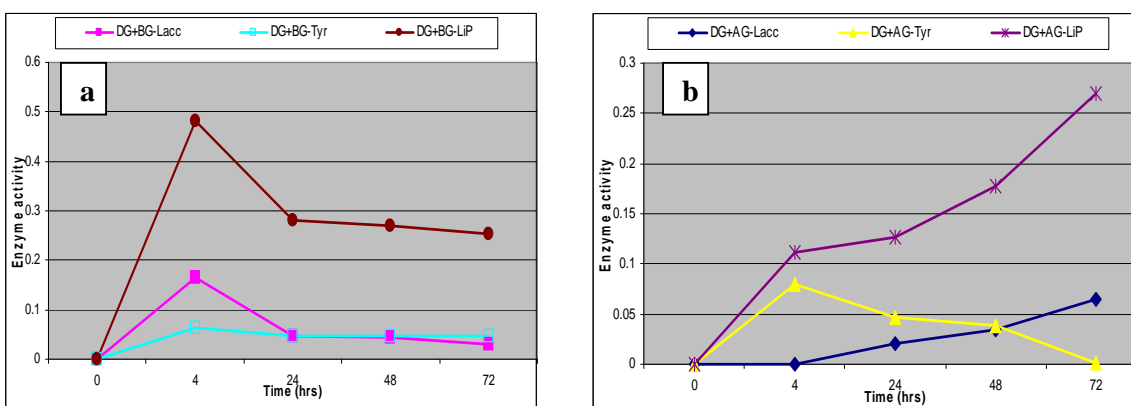 DG+BG-Lacc DG+BG-Tyr DG+BG-LiP
a
Enzyme activity
0.6
0.5
0.4
0.3
0.2
0.1
0
0 4 24 48 72
Time (hrs)
DG+AG-Lacc DG+AG-Tyr DG+AG-LiP
b
Enzyme activity
0.3
0.25
0.2
0.15
0.1
0.05
0
0 4 24 48 72
Time (hrs)